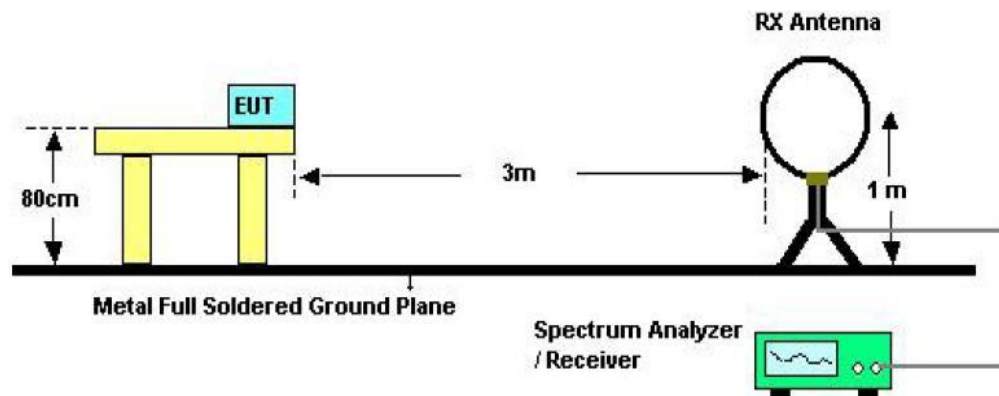 RX Antenna
EUT
80cm
3m
1 m
Metal Full Soldered Ground Plane
Spectrum Analyzer
/ Receiver